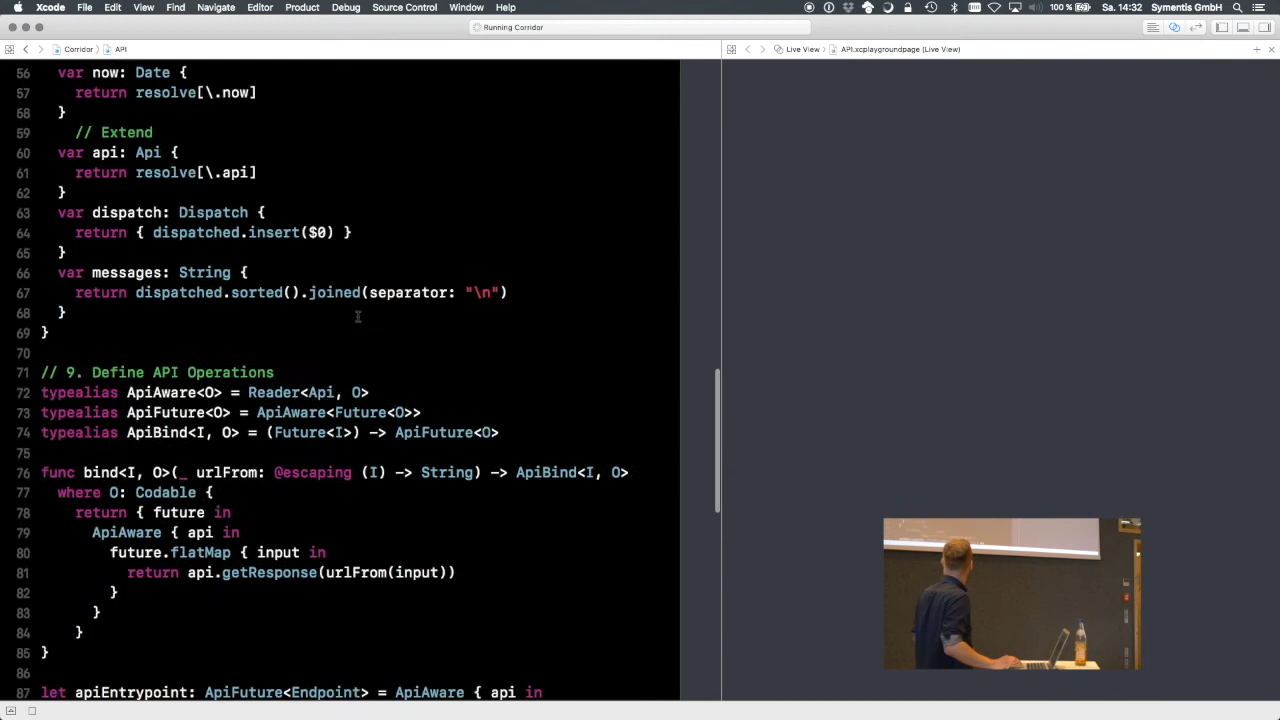 Xcode File Edit View Find Navigate Editor Product Debug Source Control Window Help 100 % Sa. 14:32 Symentis GmbH
Running Corridor
Corridor API
Live View API.xcplaygroundpage (Live View)
56 var now: Date {
57 return resolve[\.now]
58 }
59 // Extend
60 var api: Api {
61 return resolve[\.api]
62 }
63 var dispatch: Dispatch {
64 return { dispatched.insert($0) }
65 }
66 var messages: String {
67 return dispatched.sorted().joined(separator: "\n")
68 }
69 }
70
71 // 9. Define API Operations
72 typealias ApiAware<O> = Reader<Api, O>
73 typealias ApiFuture<O> = ApiAware<Future<O>>
74 typealias ApiBind<I, O> = (Future<I>) -> ApiFuture<O>
75
76 func bind<I, O>(_ urlFrom: @escaping (I) -> String) -> ApiBind<I, O>
77 where O: Codable {
78 return { future in
79 ApiAware { api in
80 future.flatMap { input in
81 return api.getResponse(urlFrom(input))
82 }
83 }
84 }
85 }
86
87 let apiEntrypoint: ApiFuture<Endpoint> = ApiAware { api in